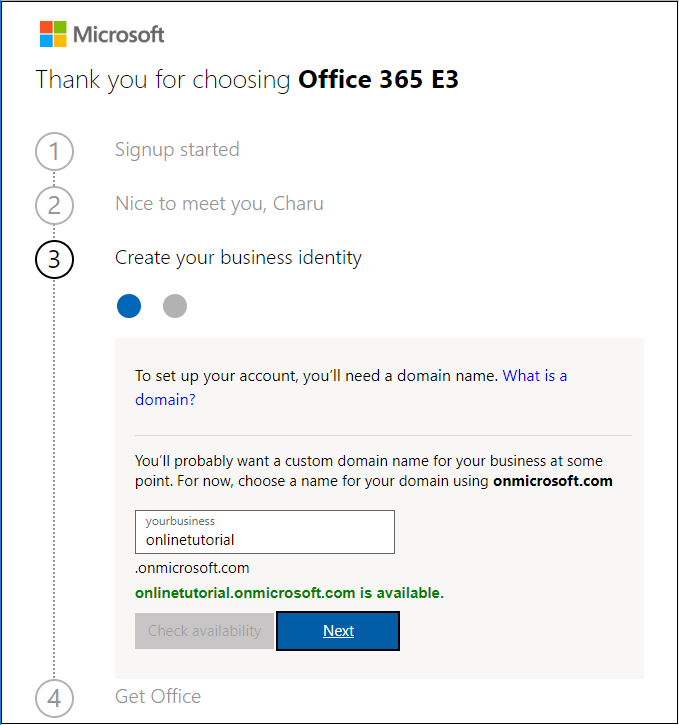 Microsoft
Thank you for choosing Office 365 E3
1 Signup started
2 Nice to meet you, Charu
3 Create your business identity
To set up your account, you’ll need a domain name. What is a
domain?
You’ll probably want a custom domain name for your business at some
point. For now, choose a name for your domain using onmicrosoft.com
yourbusiness
onlinetutorial
.onmicrosoft.com
onlinetutorial.onmicrosoft.com is available.
Check availability Next
4 Get Office